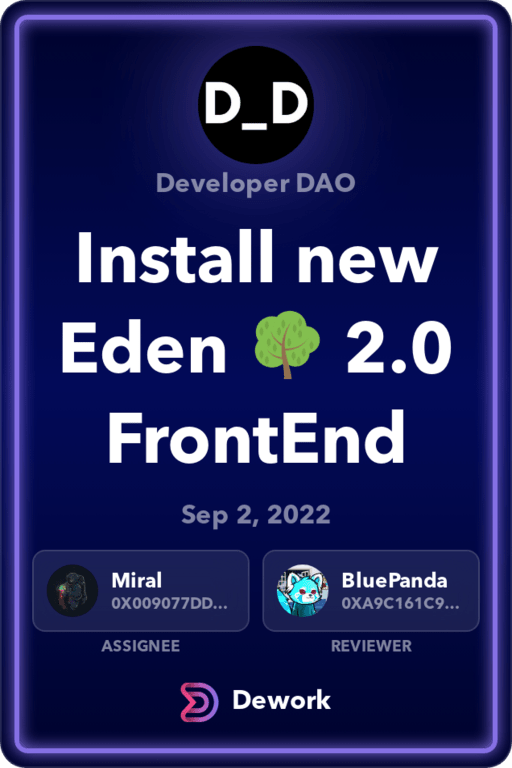 D_D
Developer DAO
Install new
Eden 🌳 2.0
FrontEnd
Sep 2, 2022
Miral
0X009077DD...
BluePanda
0XA9C161C9...
ASSIGNEE
REVIEWER
Dework